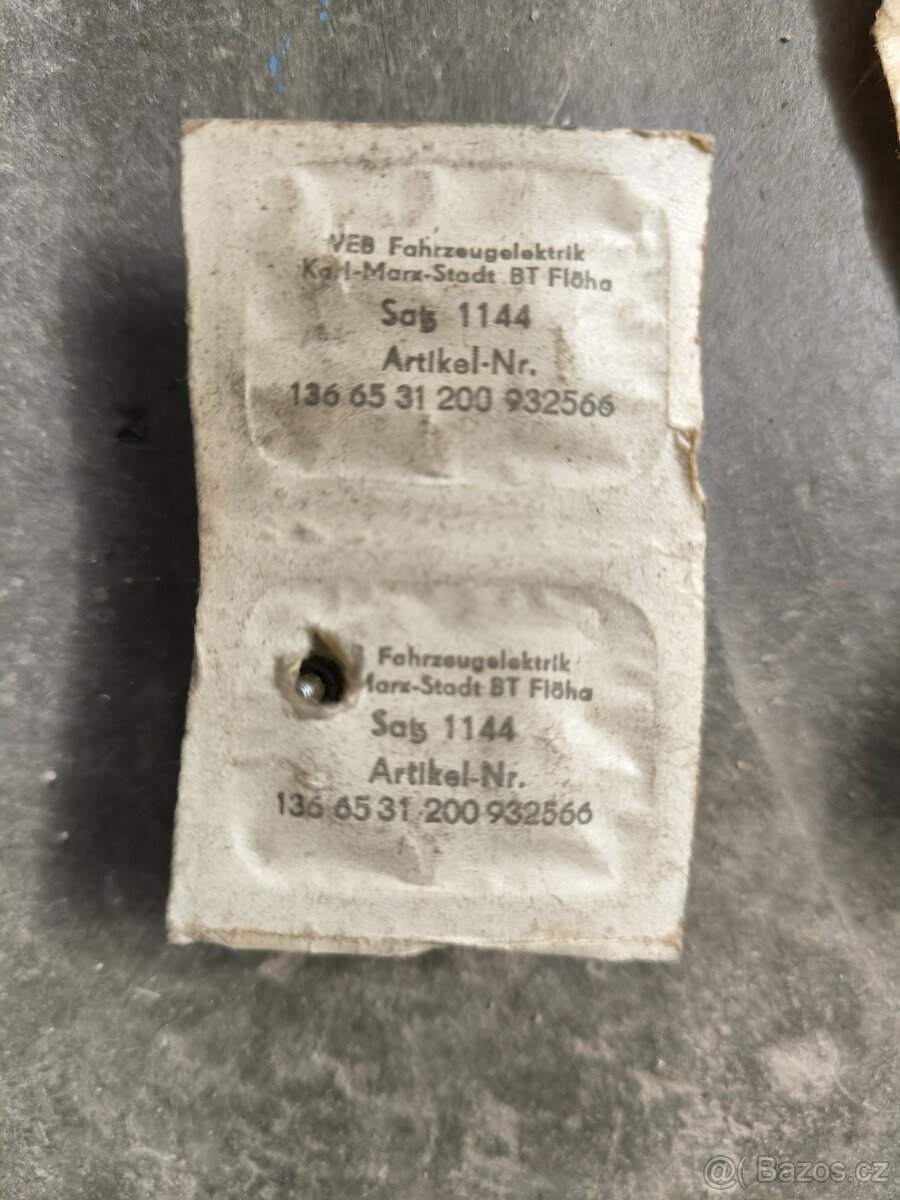 VEB Fahrzeugelektrik
Karl-Marx-Stadt BT Flöha
Satz 1144
Artikel-Nr.
136 65 31 200 932566
Fahrzeugelektrik
Marx-Stadt BT Flöha
Satz 1144
Artikel-Nr.
136 65 31 200 932566
@( Bazos.cz